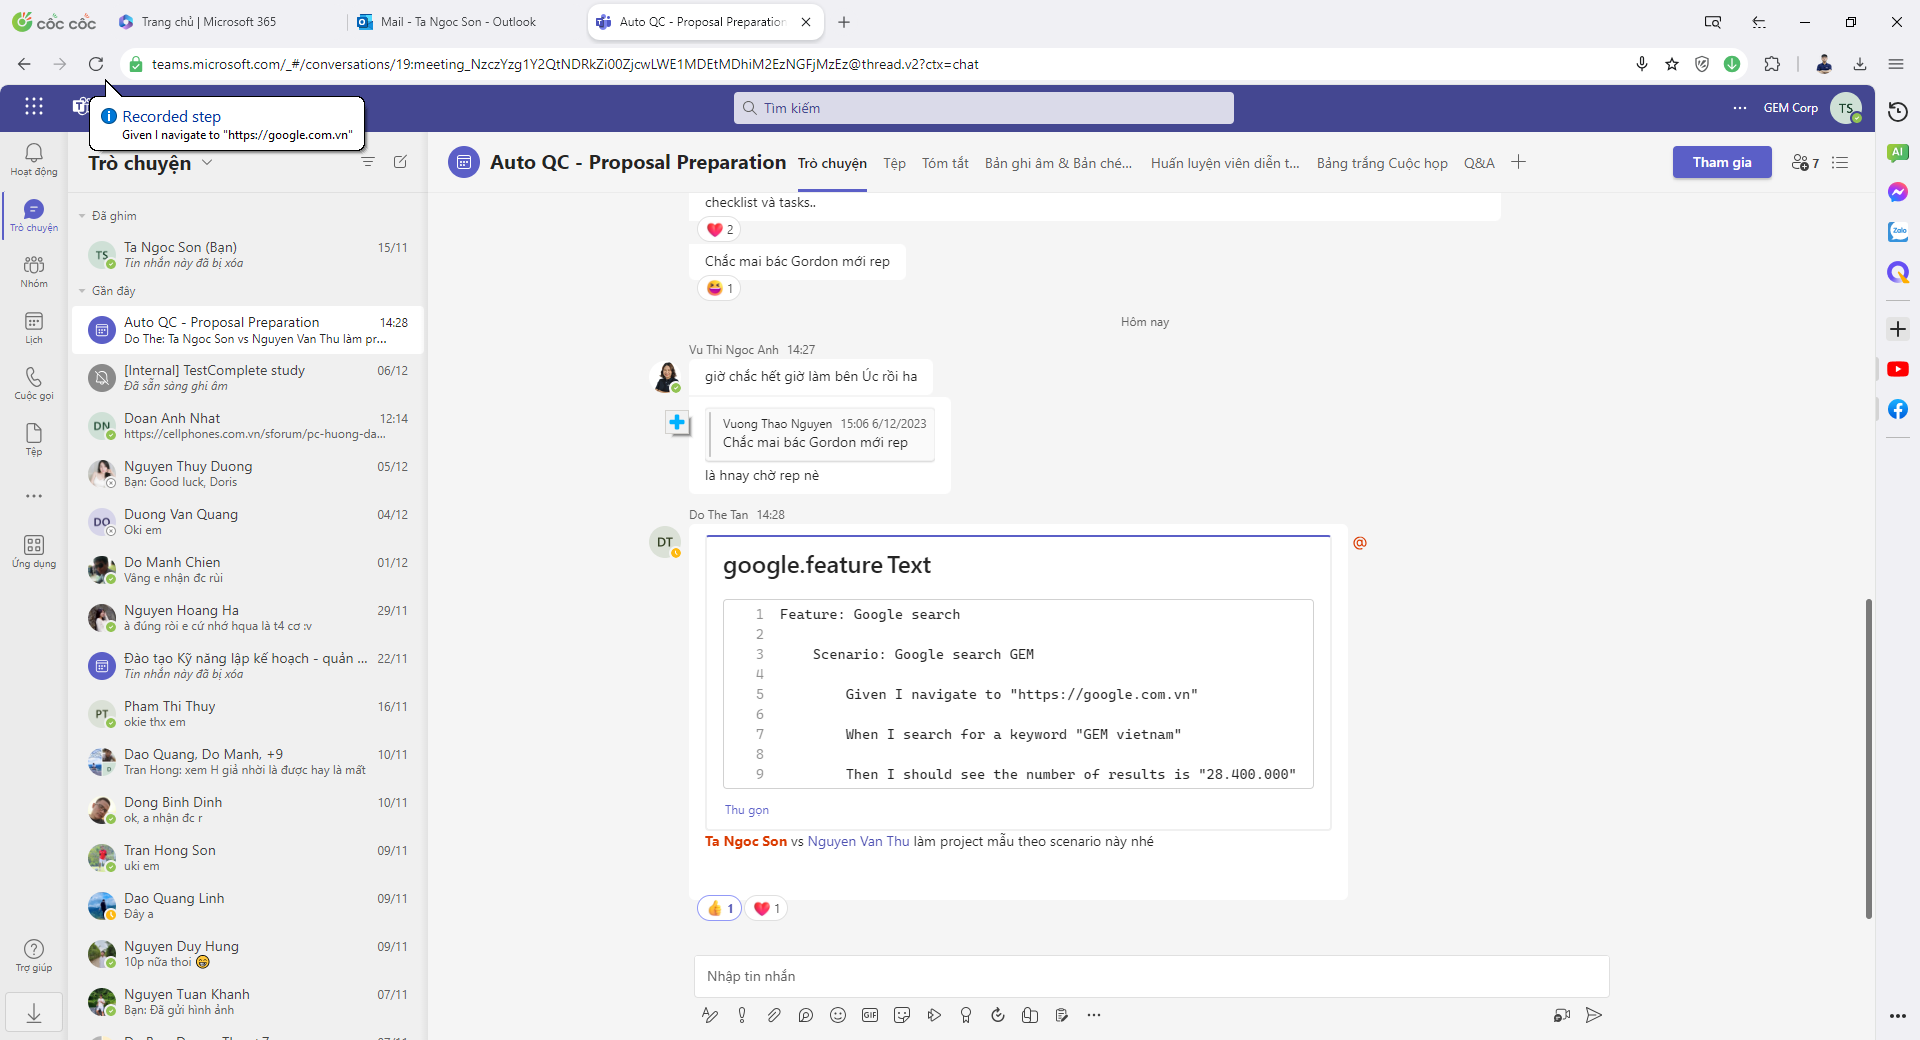 cốc cốc
Trang chủ | Microsoft 365
Mail - Ta Ngoc Son - Outlook
Auto QC - Proposal Preparation
teams.microsoft.com/_#/conversations/19:meeting_NzczYzg1Y2QtNDRkZi00ZjcwLWE1MDEtMDhiM2EzNGFjMzEz@thread.v2?ctx=chat
Recorded step
Given I navigate to "https://google.com.vn"
Tìm kiếm
GEM Corp
TS
Hoạt động
Trò chuyện
Nhóm
Lịch
Cuộc gọi
Tệp
Ứng dụng
Trợ giúp
Trò chuyện
Đã ghim
TS
Ta Ngoc Son (Bạn)
15/11
Tin nhắn này đã bị xóa
Gần đây
Auto QC - Proposal Preparation
14:28
Do The: Ta Ngoc Son vs Nguyen Van Thu làm pr...
[Internal] TestComplete study
06/12
Đã sẵn sàng ghi âm
DN
Doan Anh Nhat
12:14
https://cellphones.com.vn/sforum/pc-huong-da...
Nguyen Thuy Duong
05/12
Bạn: Good luck, Doris
DO
Duong Van Quang
04/12
Oki em
Do Manh Chien
01/12
Vâng e nhận đc rùi
Nguyen Hoang Ha
29/11
à đúng ròi e cứ nhớ hqua là t4 cơ :v
Đào tạo Kỹ năng lập kế hoạch - quản ...
22/11
Tin nhắn này đã bị xóa
PT
Pham Thi Thuy
16/11
okie thx em
Dao Quang, Do Manh, +9
10/11
Tran Hong: xem H giả nhời là được hay là mất
Dong Binh Dinh
10/11
ok, a nhận đc r
Tran Hong Son
09/11
uki em
Dao Quang Linh
09/11
Đây a
Nguyen Duy Hung
09/11
10p nữa thoi 😁
Nguyen Tuan Khanh
07/11
Bạn: Đã gửi hình ảnh
Auto QC - Proposal Preparation
Trò chuyện
Tệp
Tóm tắt
Bản ghi âm & Bản ché...
Huấn luyện viên diễn t...
Bảng trắng Cuộc họp
Q&A
Tham gia
7
checklist và tasks..
❤️ 2
Chắc mai bác Gordon mới rep
😆 1
Hôm nay
Vu Thi Ngoc Anh 14:27
giờ chắc hết giờ làm bên Úc rồi ha
Vuong Thao Nguyen 15:06 6/12/2023
Chắc mai bác Gordon mới rep
là hnay chờ rep nè
Do The Tan 14:28
DT
@
google.feature Text
1 Feature: Google search
2
3 Scenario: Google search GEM
4
5 Given I navigate to "https://google.com.vn"
6
7 When I search for a keyword "GEM vietnam"
8
9 Then I should see the number of results is "28.400.000"
Thu gọn
Ta Ngoc Son vs Nguyen Van Thu làm project mẫu theo scenario này nhé
👍 1 ❤️ 1
Nhập tin nhắn
GIF
AI
Zalo